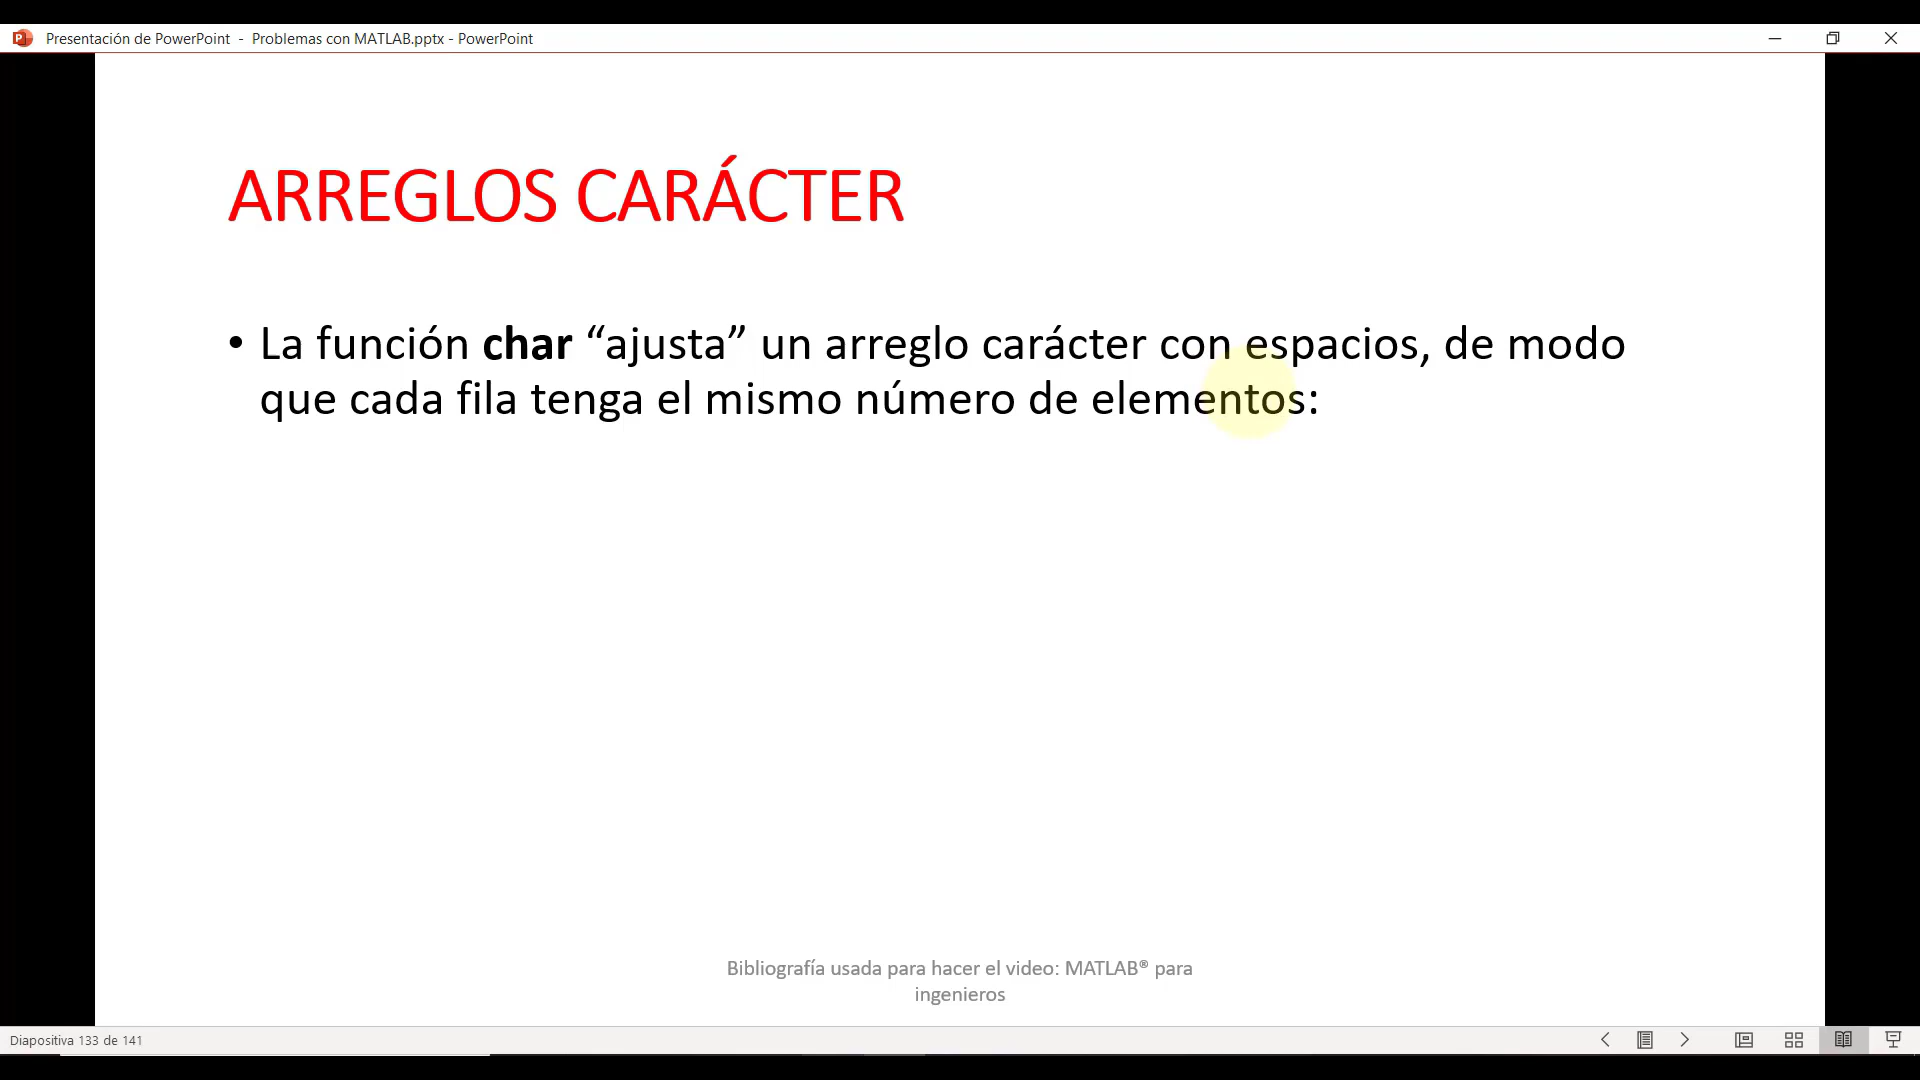 Presentación de PowerPoint - Problemas con MATLAB.pptx - PowerPoint
ARREGLOS CARÁCTER
• La función char “ajusta” un arreglo carácter con espacios, de modo
que cada fila tenga el mismo número de elementos:
Bibliografía usada para hacer el video: MATLAB® para
ingenieros
Diapositiva 133 de 141